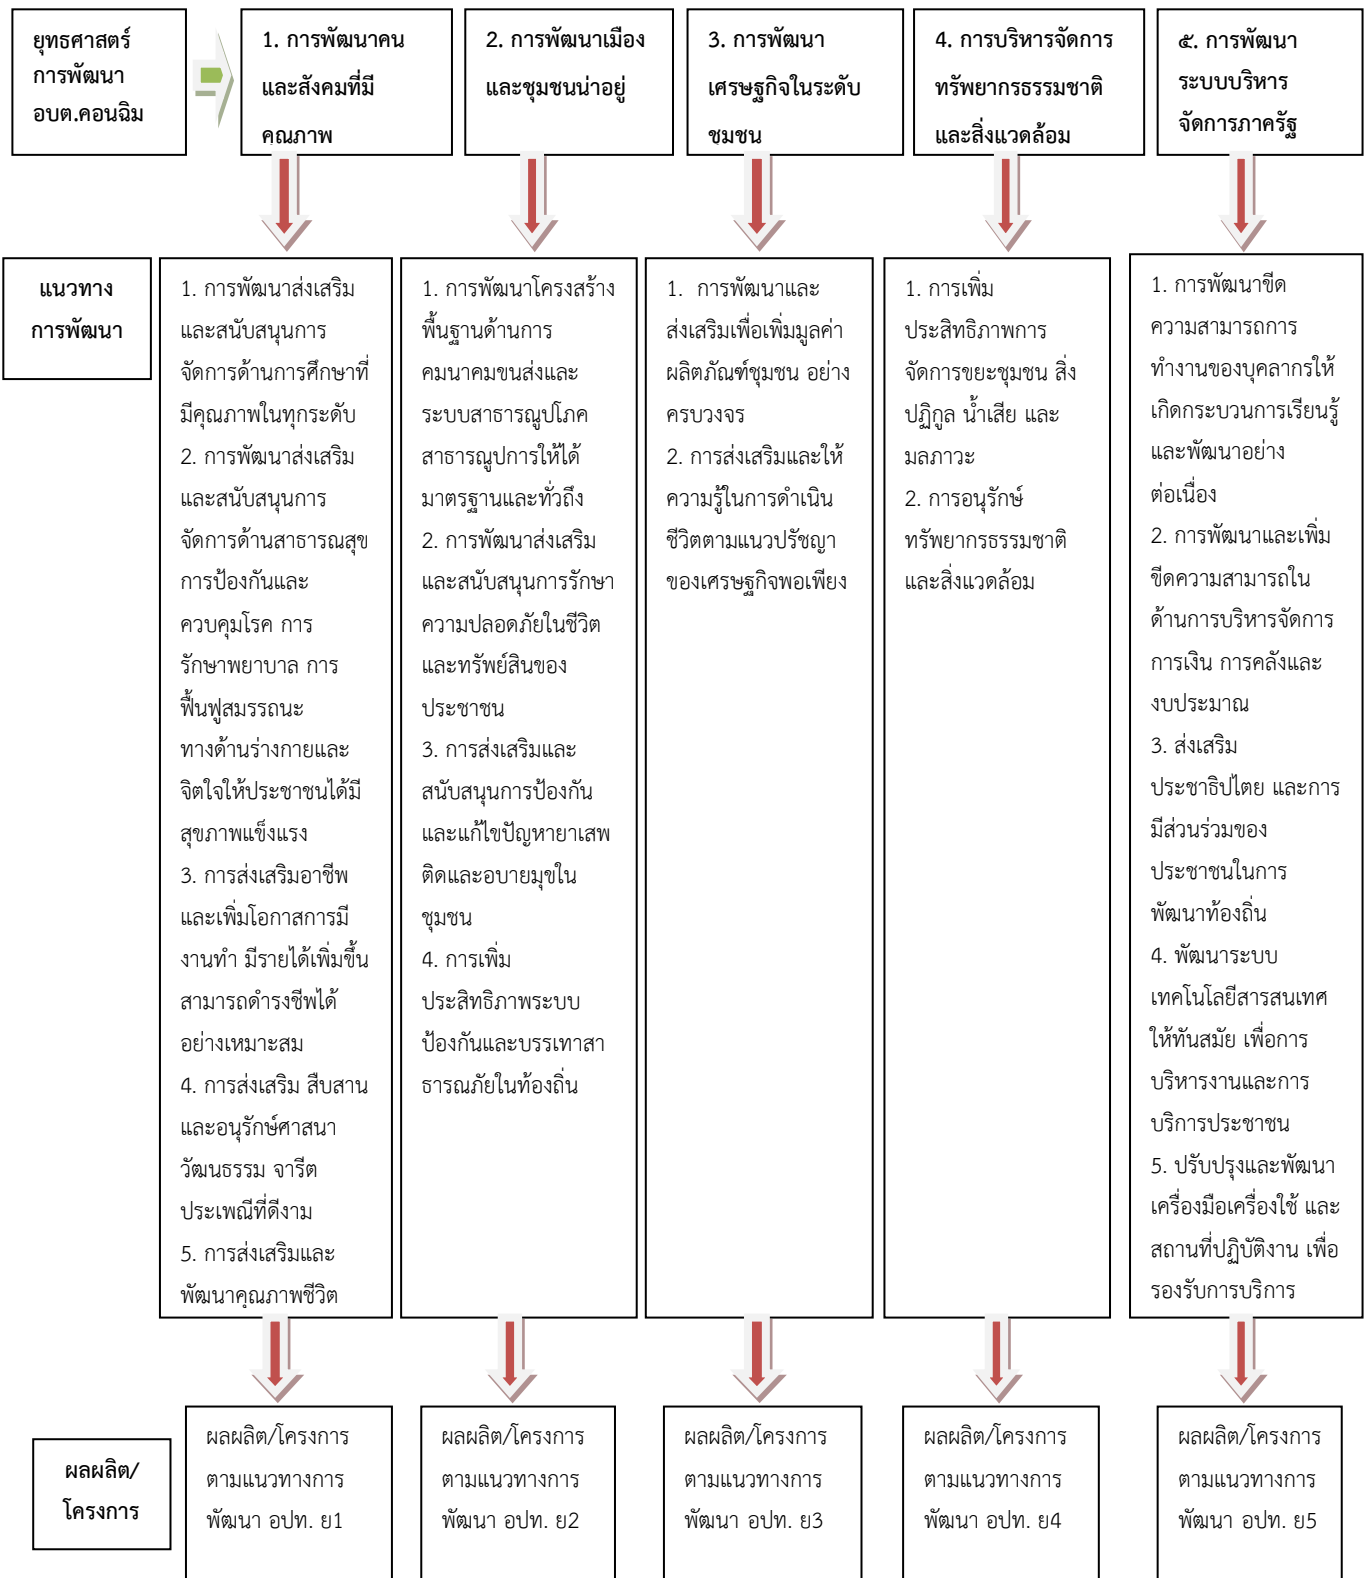 ยุทธศาสตร์
การพัฒนา
อบต.คอนฉิม
1. การพัฒนาคน
และสังคมที่มี
คุณภาพ
2. การพัฒนาเมือง
และชุมชนน่าอยู่
3. การพัฒนา
เศรษฐกิจในระดับ
ชุมชน
4. การบริหารจัดการ
ทรัพยากรธรรมชาติ
และสิ่งแวดล้อม
๕. การพัฒนา
ระบบบริหาร
จัดการภาครัฐ
แนวทาง
การพัฒนา
1. การพัฒนาส่งเสริม
และสนับสนุนการ
จัดการด้านการศึกษาที่
มีคุณภาพในทุกระดับ
2. การพัฒนาส่งเสริม
และสนับสนุนการ
จัดการด้านสาธารณสุข
การป้องกันและ
ควบคุมโรค การ
รักษาพยาบาล การ
ฟื้นฟูสมรรถนะ
ทางด้านร่างกายและ
จิตใจให้ประชาชนได้มี
สุขภาพแข็งแรง
3. การส่งเสริมอาชีพ
และเพิ่มโอกาสการมี
งานทำ มีรายได้เพิ่มขึ้น
สามารถดำรงชีพได้
อย่างเหมาะสม
4. การส่งเสริม สืบสาน
และอนุรักษ์ศาสนา
วัฒนธรรม จารีต
ประเพณีที่ดีงาม
5. การส่งเสริมและ
พัฒนาคุณภาพชีวิต
1. การพัฒนาโครงสร้าง
พื้นฐานด้านการ
คมนาคมขนส่งและ
ระบบสาธารณูปโภค
สาธารณูปการให้ได้
มาตรฐานและทั่วถึง
2. การพัฒนาส่งเสริม
และสนับสนุนการรักษา
ความปลอดภัยในชีวิต
และทรัพย์สินของ
ประชาชน
3. การส่งเสริมและ
สนับสนุนการป้องกัน
และแก้ไขปัญหายาเสพ
ติดและอบายมุขใน
ชุมชน
4. การเพิ่ม
ประสิทธิภาพระบบ
ป้องกันและบรรเทาสา
ธารณภัยในท้องถิ่น
1. การพัฒนาและ
ส่งเสริมเพื่อเพิ่มมูลค่า
ผลิตภัณฑ์ชุมชน อย่าง
ครบวงจร
2. การส่งเสริมและให้
ความรู้ในการดำเนิน
ชีวิตตามแนวปรัชญา
ของเศรษฐกิจพอเพียง
1. การเพิ่ม
ประสิทธิภาพการ
จัดการขยะชุมชน สิ่ง
ปฏิกูล น้ำเสีย และ
มลภาวะ
2. การอนุรักษ์
ทรัพยากรธรรมชาติ
และสิ่งแวดล้อม
1. การพัฒนาขีด
ความสามารถการ
ทำงานของบุคลากรให้
เกิดกระบวนการเรียนรู้
และพัฒนาอย่าง
ต่อเนื่อง
2. การพัฒนาและเพิ่ม
ขีดความสามารถใน
ด้านการบริหารจัดการ
การเงิน การคลังและ
งบประมาณ
3. ส่งเสริม
ประชาธิปไตย และการ
มีส่วนร่วมของ
ประชาชนในการ
พัฒนาท้องถิ่น
4. พัฒนาระบบ
เทคโนโลยีสารสนเทศ
ให้ทันสมัย เพื่อการ
บริหารงานและการ
บริการประชาชน
5. ปรับปรุงและพัฒนา
เครื่องมือเครื่องใช้ และ
สถานที่ปฏิบัติงาน เพื่อ
รองรับการบริการ
ผลผลิต/
โครงการ
ผลผลิต/โครงการ
ตามแนวทางการ
พัฒนา อปท. ย1
ผลผลิต/โครงการ
ตามแนวทางการ
พัฒนา อปท. ย2
ผลผลิต/โครงการ
ตามแนวทางการ
พัฒนา อปท. ย3
ผลผลิต/โครงการ
ตามแนวทางการ
พัฒนา อปท. ย4
ผลผลิต/โครงการ
ตามแนวทางการ
พัฒนา อปท. ย5